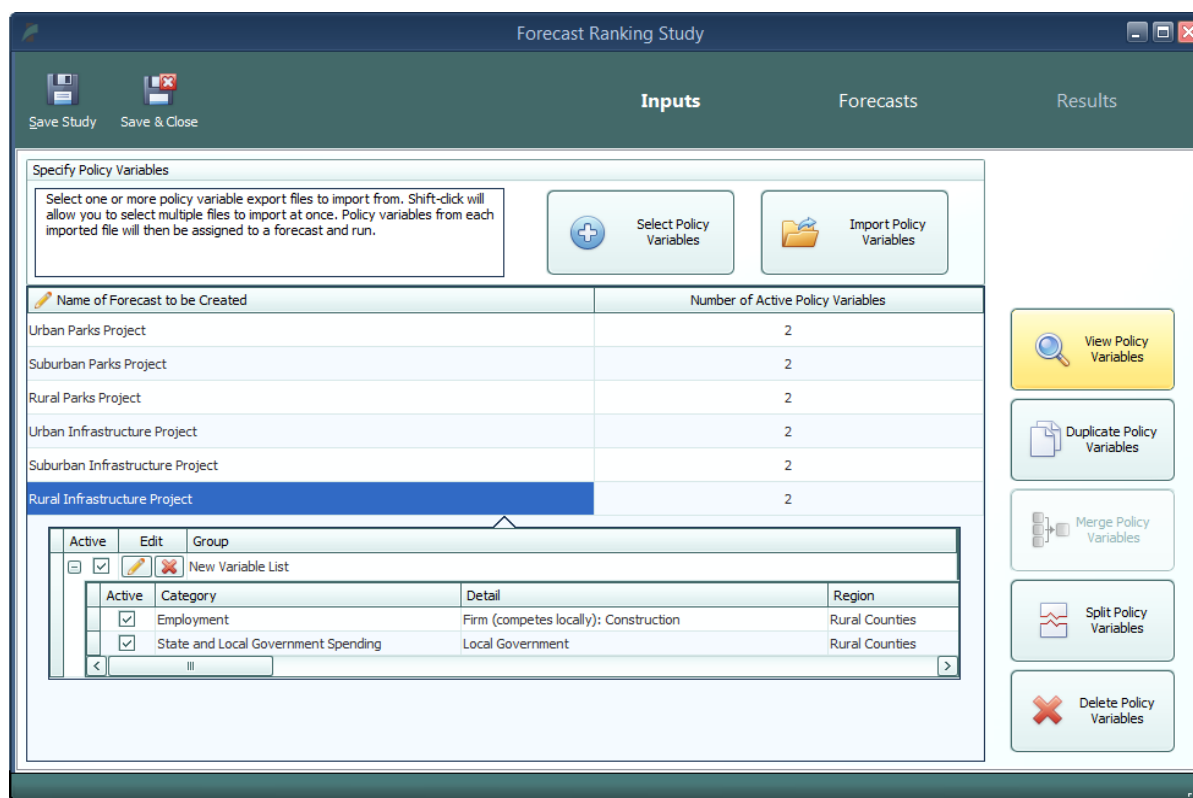 Forecast Ranking Study
Save Study
Save & Close
Inputs
Forecasts
Results
Specify Policy Variables
Select one or more policy variable export files to import from. Shift-click will
allow you to select multiple files to import at once. Policy variables from each
imported file will then be assigned to a forecast and run.
Select Policy
Variables
Import Policy
Variables
Name of Forecast to be Created
Number of Active Policy Variables
Urban Parks Project
2
Suburban Parks Project
2
Rural Parks Project
2
Urban Infrastructure Project
2
Suburban Infrastructure Project
2
Rural Infrastructure Project
2
Active
Edit
Group
New Variable List
Active
Category
Detail
Region
Employment
Firm (competes locally): Construction
Rural Counties
State and Local Government Spending
Local Government
Rural Counties
View Policy
Variables
Duplicate Policy
Variables
Merge Policy
Variables
Split Policy
Variables
Delete Policy
Variables